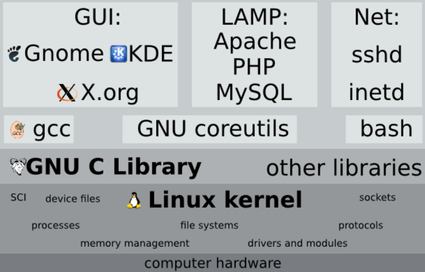 GUI:
Gnome KDE
X.org
LAMP:
Apache
PHP
MySQL
Net:
sshd
inetd
gcc
GNU coreutils
bash
GNU C Library
other libraries
SCI
device files
Linux kernel
sockets
processes
file systems
protocols
memory management
drivers and modules
computer hardware